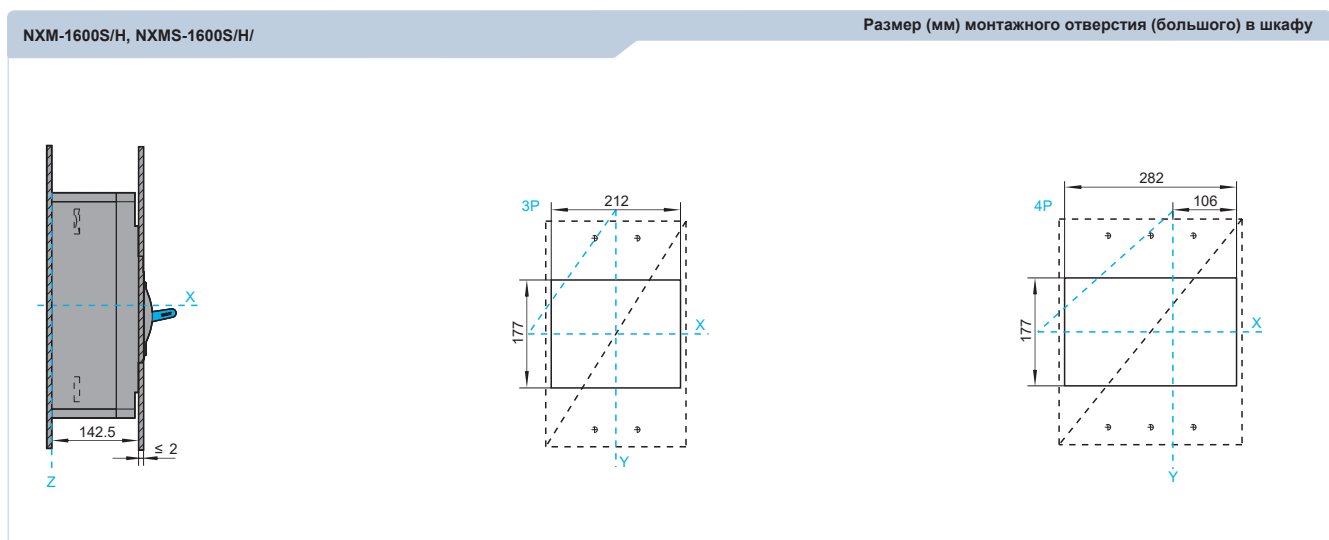 NXM-1600S/H, NXMS-1600S/H/
Размер (мм) монтажного отверстия (большого) в шкафу
X
142.5
≤ 2
Z
3P
212
177
X
Y
4P
282
106
177
X
Y